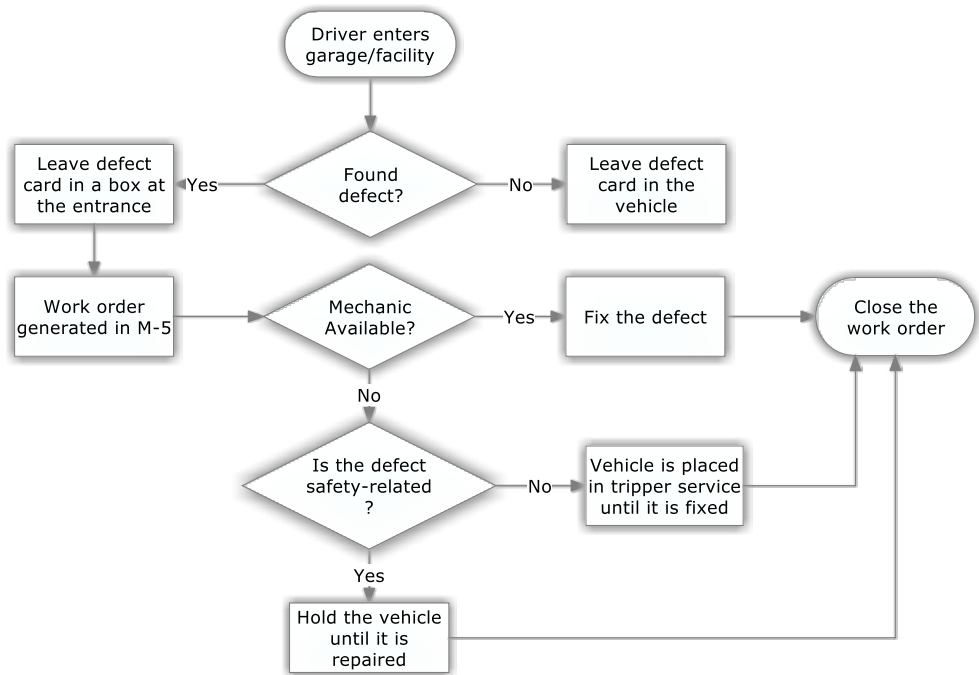 Driver enters
garage/facility
Found
defect?
Yes
No
Leave defect
card in a box at
the entrance
Leave defect
card in the
vehicle
Work order
generated in M-5
Mechanic
Available?
Yes
Fix the defect
Close the
work order
No
Is the defect
safety-related
?
No
Vehicle is placed
in tripper service
until it is fixed
Yes
Hold the vehicle
until it is
repaired